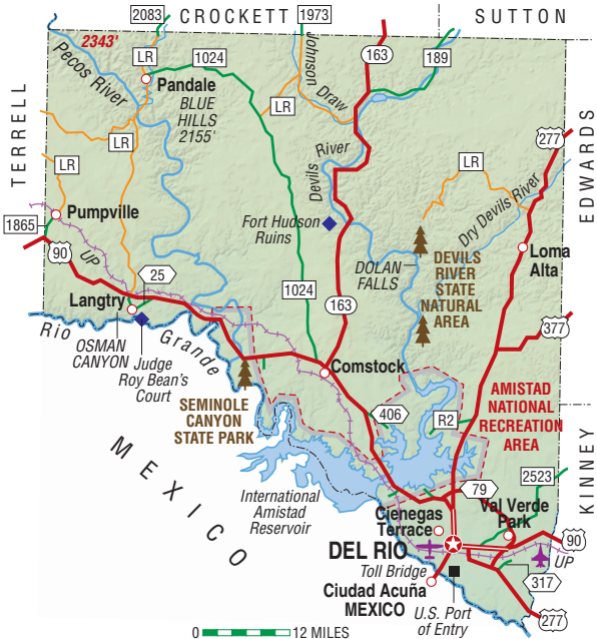 2083
CROCKETT
1973
SUTTON
2343'
LR
1024
163
189
Pecos River
Pandale
BLUE
HILLS
2155'
Johnson
Draw
LR
LR
TERRELL
LR
Devils
River
LR
277
EDWARDS
Dry Devils River
Pumpville
1865
UP
90
Fort Hudson
Ruins
DOLAN
FALLS
DEVILS
RIVER
STATE
NATURAL
AREA
Loma
Alta
25
Langtry
1024
163
377
Rio Grande
OSMAN
CANYON
Judge
Roy Bean's
Court
Comstock
SEMINOLE
CANYON
STATE PARK
406
R2
AMISTAD
NATIONAL
RECREATION
AREA
KINNEY
MEXICO
International
Amistad
Reservoir
79
2523
Cienegas
Terrace
Val Verde
Park
90
DEL RIO
UP
Toll Bridge
317
Ciudad Acuña
MEXICO
U.S. Port
of Entry
277
0 12 MILES